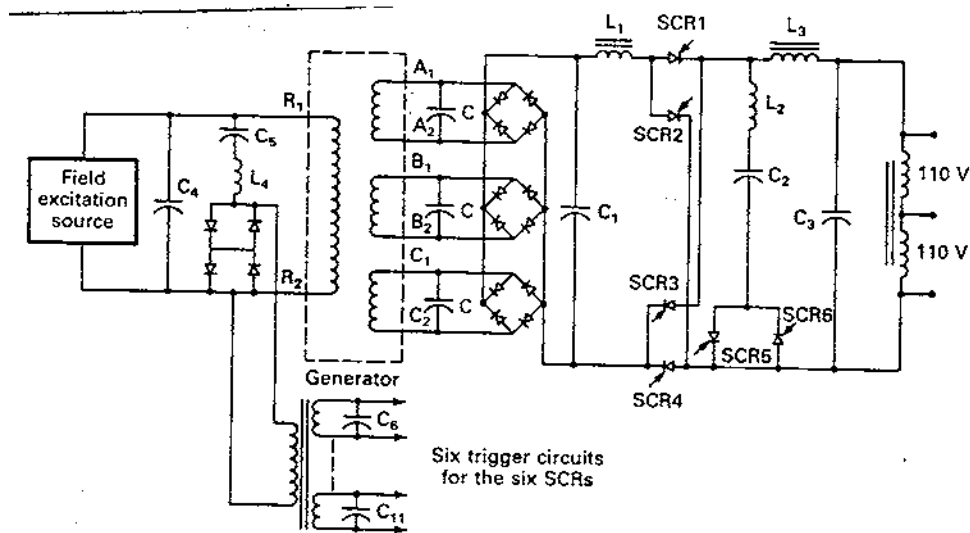 L1
SCR1
L3
A1
R1
C
L2
A2
SCR2
C5
B1
110 V
L4
Field
excitation
source
C4
C
C1
C2
C3
B2
110 V
C1
SCR3
R2
C
SCR6
C2
SCR5
Generator
SCR4
C6
Six trigger circuits
for the six SCRs
C11